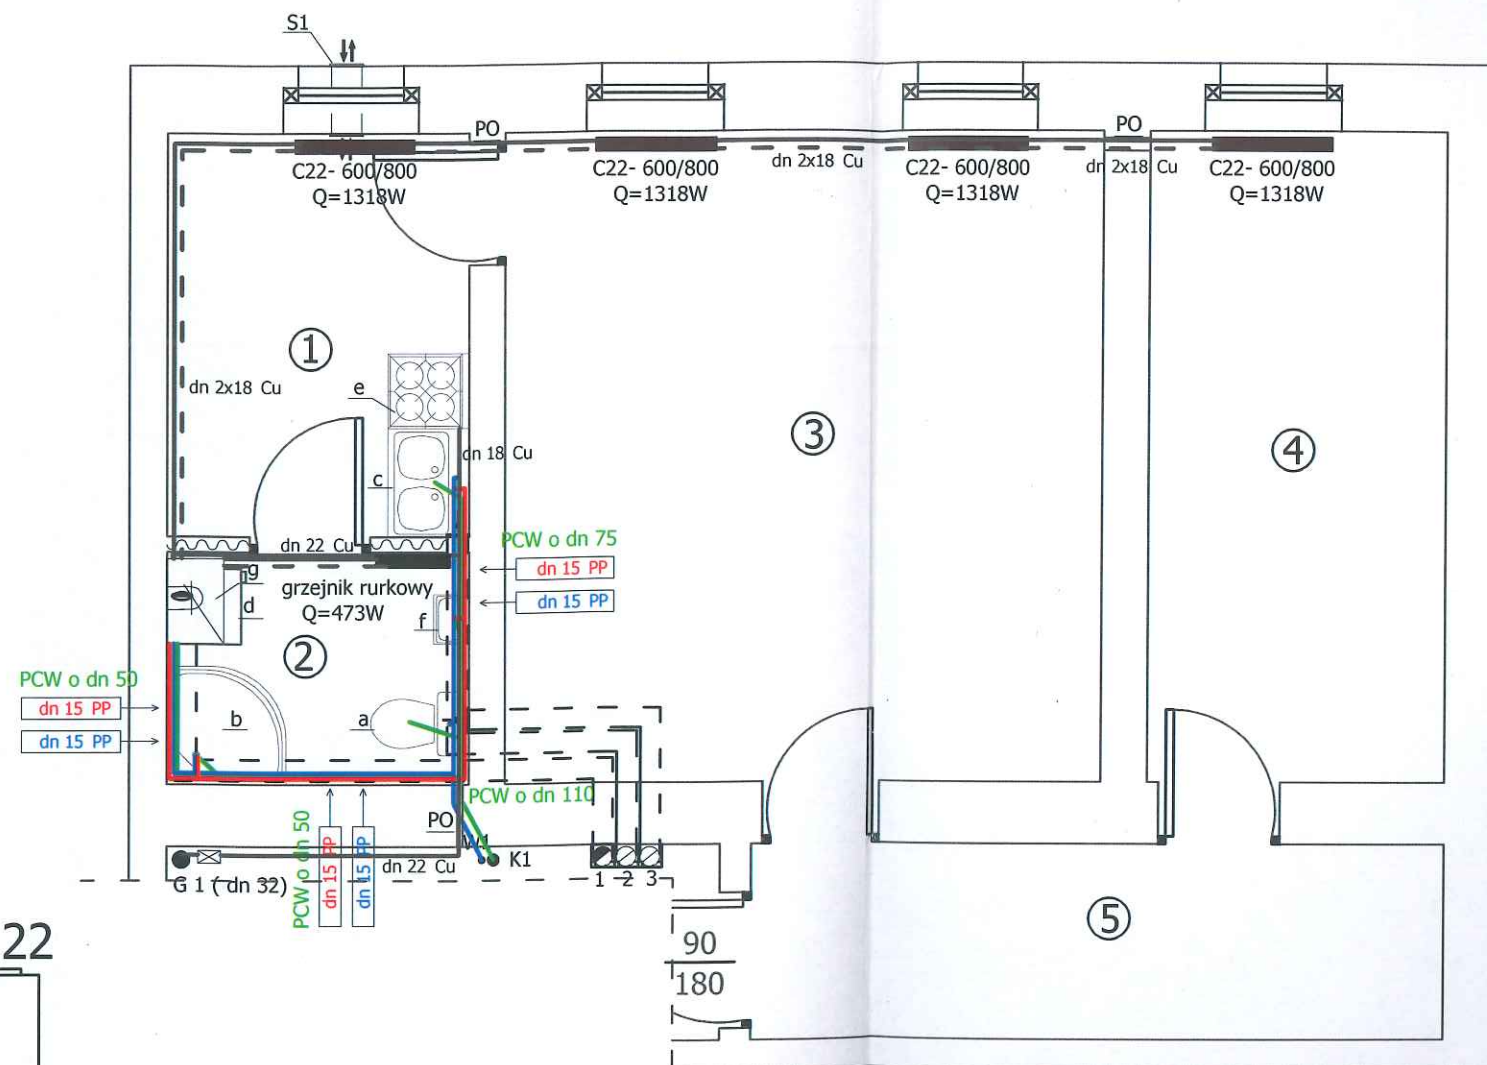 S1
PO
PO
C22- 600/800
Q=1318W
C22- 600/800
Q=1318W
dn 2x18 Cu
C22- 600/800
Q=1318W
dn 2x18 Cu
C22- 600/800
Q=1318W
1
dn 2x18 Cu
e
3
4
dn 18 Cu
c
dn 22 Cu
PCW o dn 75
dn 15 PP
dn 15 PP
g
grzejnik rurkowy
d
Q=473W
f
2
PCW o dn 50
dn 15 PP
dn 15 PP
b
a
PCW o dn 110
PO
W1
PCW o dn 50
dn 15 PP
dn 15 PP
dn 22 Cu
K1
G 1 ( dn 32)
1 2 3
5
22
90
180